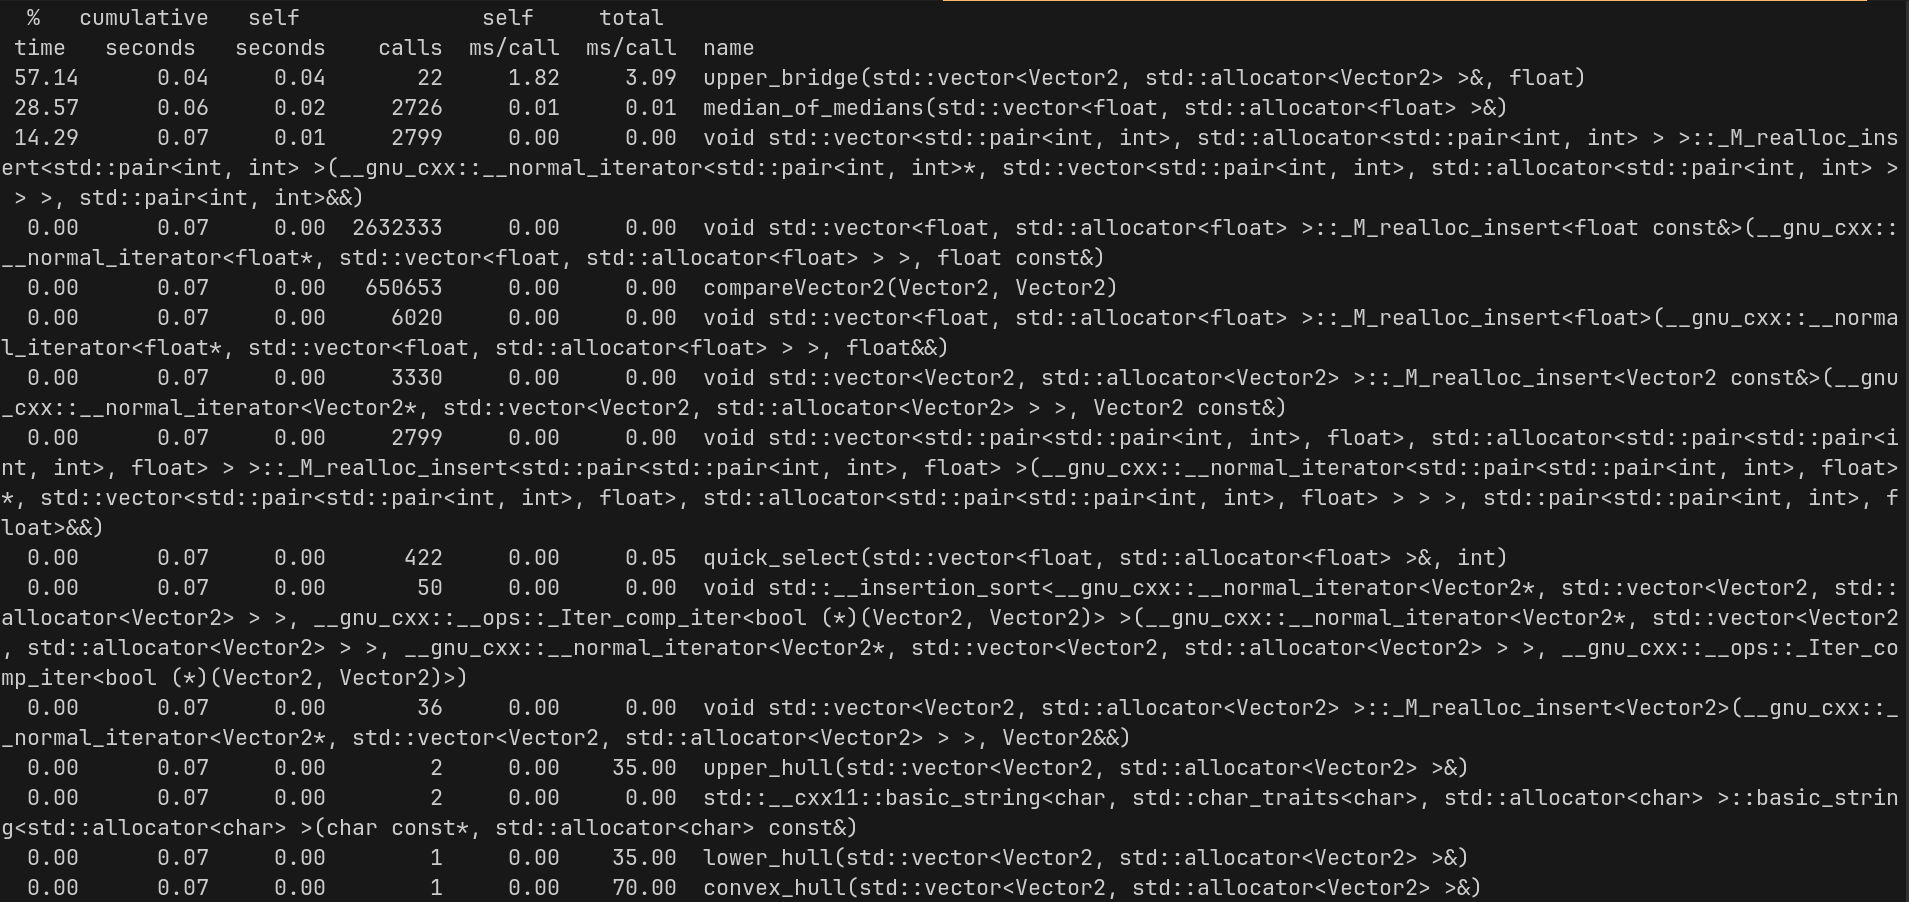 %   cumulative   self              self     total
 time   seconds   seconds    calls  ms/call  ms/call  name
 57.14      0.04     0.04       22     1.82     3.09  upper_bridge(std::vector<Vector2, std::allocator<Vector2> >&, float)
 28.57      0.06     0.02     2726     0.01     0.01  median_of_medians(std::vector<float, std::allocator<float> >&)
 14.29      0.07     0.01     2799     0.00     0.00  void std::vector<std::pair<int, int>, std::allocator<std::pair<int, int> > >::_M_realloc_ins
ert<std::pair<int, int> >(__gnu_cxx::__normal_iterator<std::pair<int, int>*, std::vector<std::pair<int, int>, std::allocator<std::pair<int, int> >
 > >, std::pair<int, int>&&)
  0.00      0.07     0.00  2632333     0.00     0.00  void std::vector<float, std::allocator<float> >::_M_realloc_insert<float const&>(__gnu_cxx::
__normal_iterator<float*, std::vector<float, std::allocator<float> > >, float const&)
  0.00      0.07     0.00   650653     0.00     0.00  compareVector2(Vector2, Vector2)
  0.00      0.07     0.00     6020     0.00     0.00  void std::vector<float, std::allocator<float> >::_M_realloc_insert<float>(__gnu_cxx::__norma
l_iterator<float*, std::vector<float, std::allocator<float> > >, float&&)
  0.00      0.07     0.00     3330     0.00     0.00  void std::vector<Vector2, std::allocator<Vector2> >::_M_realloc_insert<Vector2 const&>(__gnu
_cxx::__normal_iterator<Vector2*, std::vector<Vector2, std::allocator<Vector2> > >, Vector2 const&)
  0.00      0.07     0.00     2799     0.00     0.00  void std::vector<std::pair<std::pair<int, int>, float>, std::allocator<std::pair<std::pair<i
nt, int>, float> > >::_M_realloc_insert<std::pair<std::pair<int, int>, float> >(__gnu_cxx::__normal_iterator<std::pair<std::pair<int, int>, float>
*, std::vector<std::pair<std::pair<int, int>, float>, std::allocator<std::pair<std::pair<int, int>, float> > > >, std::pair<std::pair<int, int>, f
loat>&&)
  0.00      0.07     0.00      422     0.00     0.05  quick_select(std::vector<float, std::allocator<float> >&, int)
  0.00      0.07     0.00       50     0.00     0.00  void std::__insertion_sort<__gnu_cxx::__normal_iterator<Vector2*, std::vector<Vector2, std::
allocator<Vector2> > >, __gnu_cxx::__ops::_Iter_comp_iter<bool (*)(Vector2, Vector2)> >(__gnu_cxx::__normal_iterator<Vector2*, std::vector<Vector2
, std::allocator<Vector2> > >, __gnu_cxx::__normal_iterator<Vector2*, std::vector<Vector2, std::allocator<Vector2> > >, __gnu_cxx::__ops::_Iter_co
mp_iter<bool (*)(Vector2, Vector2)>)
  0.00      0.07     0.00       36     0.00     0.00  void std::vector<Vector2, std::allocator<Vector2> >::_M_realloc_insert<Vector2>(__gnu_cxx::_
_normal_iterator<Vector2*, std::vector<Vector2, std::allocator<Vector2> > >, Vector2&&)
  0.00      0.07     0.00        2     0.00    35.00  upper_hull(std::vector<Vector2, std::allocator<Vector2> >&)
  0.00      0.07     0.00        2     0.00     0.00  std::__cxx11::basic_string<char, std::char_traits<char>, std::allocator<char> >::basic_strin
g<std::allocator<char> >(char const*, std::allocator<char> const&)
  0.00      0.07     0.00        1     0.00    35.00  lower_hull(std::vector<Vector2, std::allocator<Vector2> >&)
  0.00      0.07     0.00        1     0.00    70.00  convex_hull(std::vector<Vector2, std::allocator<Vector2> >&)